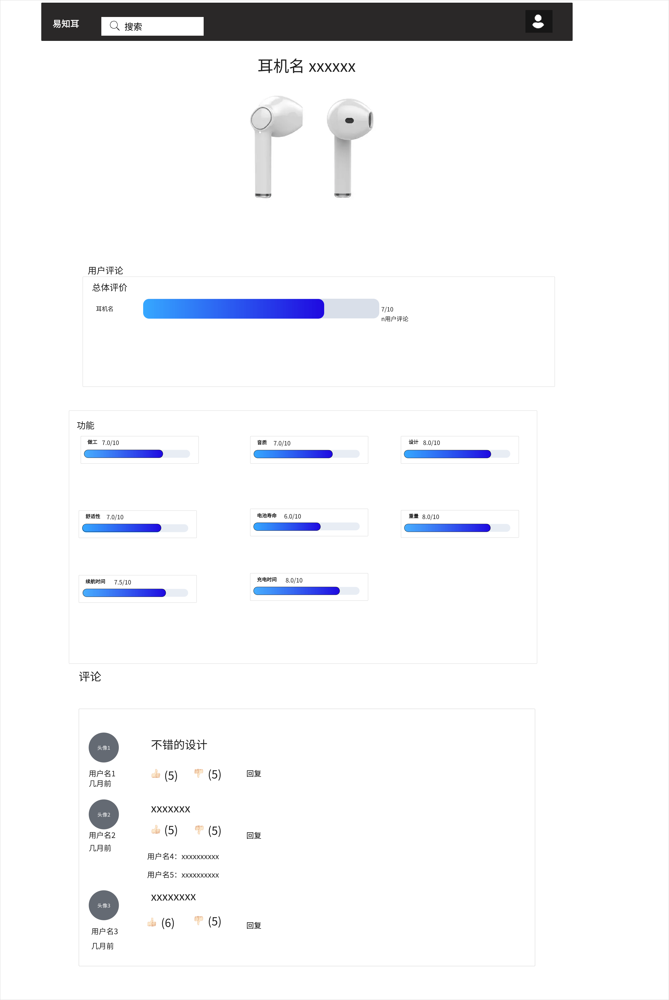 易知耳
搜索
耳机名 xxxxxx
用户评论
总体评价
耳机名
7/10
n用户评论
功能
做工 7.0/10
音质 7.0/10
设计 8.0/10
舒适性 7.0/10
电池寿命 6.0/10
重量 8.0/10
续航时间 7.5/10
充电时间 8.0/10
评论
头像1
不错的设计
用户名1
几月前
(5) (5) 回复
头像2
xxxxxxx
用户名2
几月前
(5) (5) 回复
用户名4：xxxxxxxxxx
用户名5：xxxxxxxxxx
头像3
xxxxxxxx
(6) (5) 回复
用户名3
几月前